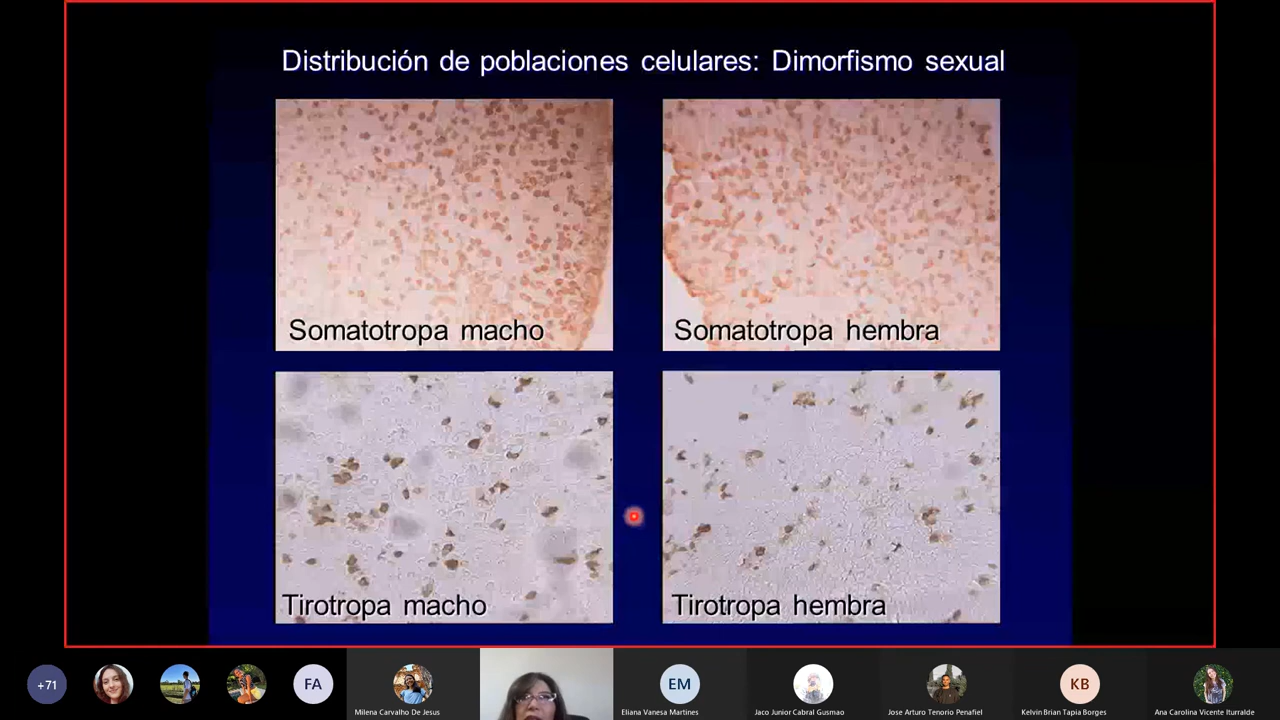 Distribución de poblaciones celulares: Dimorfismo sexual
Somatotropa macho
Somatotropa hembra
Tirotropa macho
Tirotropa hembra
+71
FA
Milena Carvalho De Jesus
EM
Eliana Vanesa Martines
Jaco Junior Cabral Gusmao
Jose Arturo Tenorio Penafiel
KB
Kelvin Brian Tapia Borges
Ana Carolina Vicente Iturralde